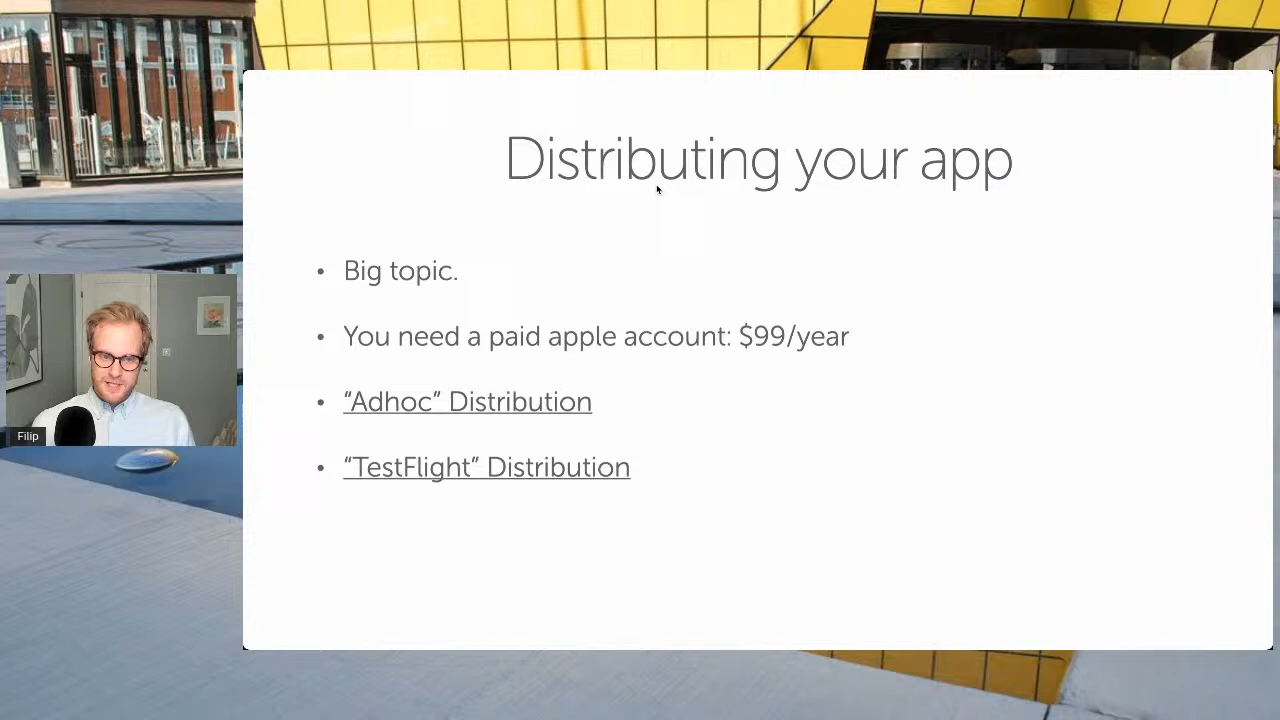 Distributing your app
• Big topic.
• You need a paid apple account: $99/year
• “Adhoc” Distribution
• “TestFlight” Distribution
Filip